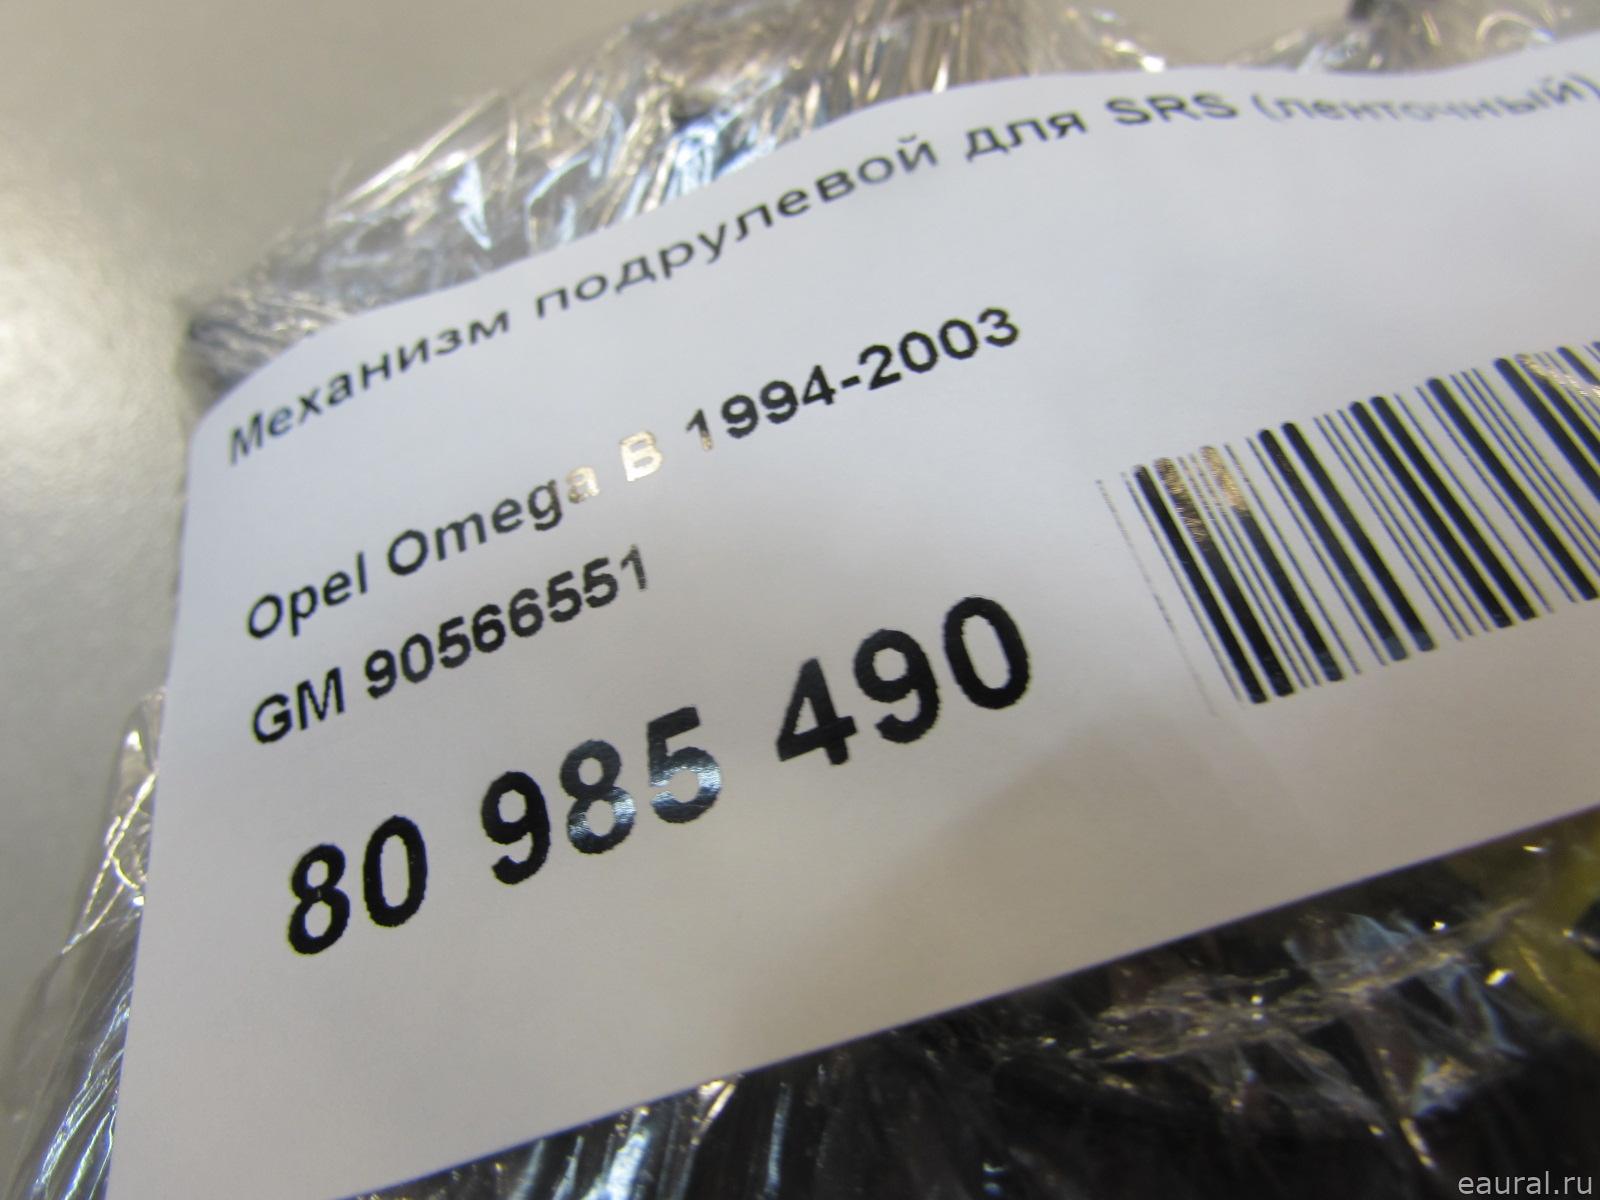 Механизм подрулевой для SRS (ленточный)
Opel Omega B 1994-2003
GM 90566551
80 985 490
eaural.ru